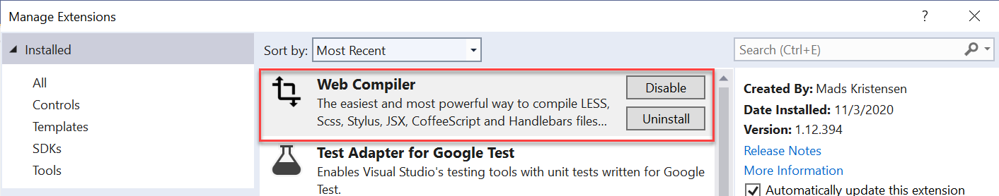 Manage Extensions
?
Installed
Sort by:
Most Recent
Search (Ctrl+E)
All
Controls
Templates
SDKs
Tools
Web Compiler
The easiest and most powerful way to compile LESS,
Scss, Stylus, JSX, CoffeeScript and Handlebars files...
Disable
Uninstall
Test Adapter for Google Test
Enables Visual Studio's testing tools with unit tests written for Google
Test.
Created By: Mads Kristensen
Date Installed: 11/3/2020
Version: 1.12.394
Release Notes
More Information
Automatically update this extension